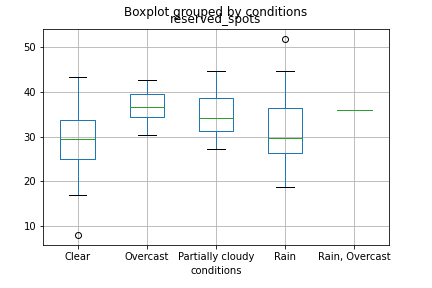 Boxplot grouped by conditions
reserved_spots
50
40
30
20
10
Clear Overcast Partially cloudy Rain Rain, Overcast
conditions